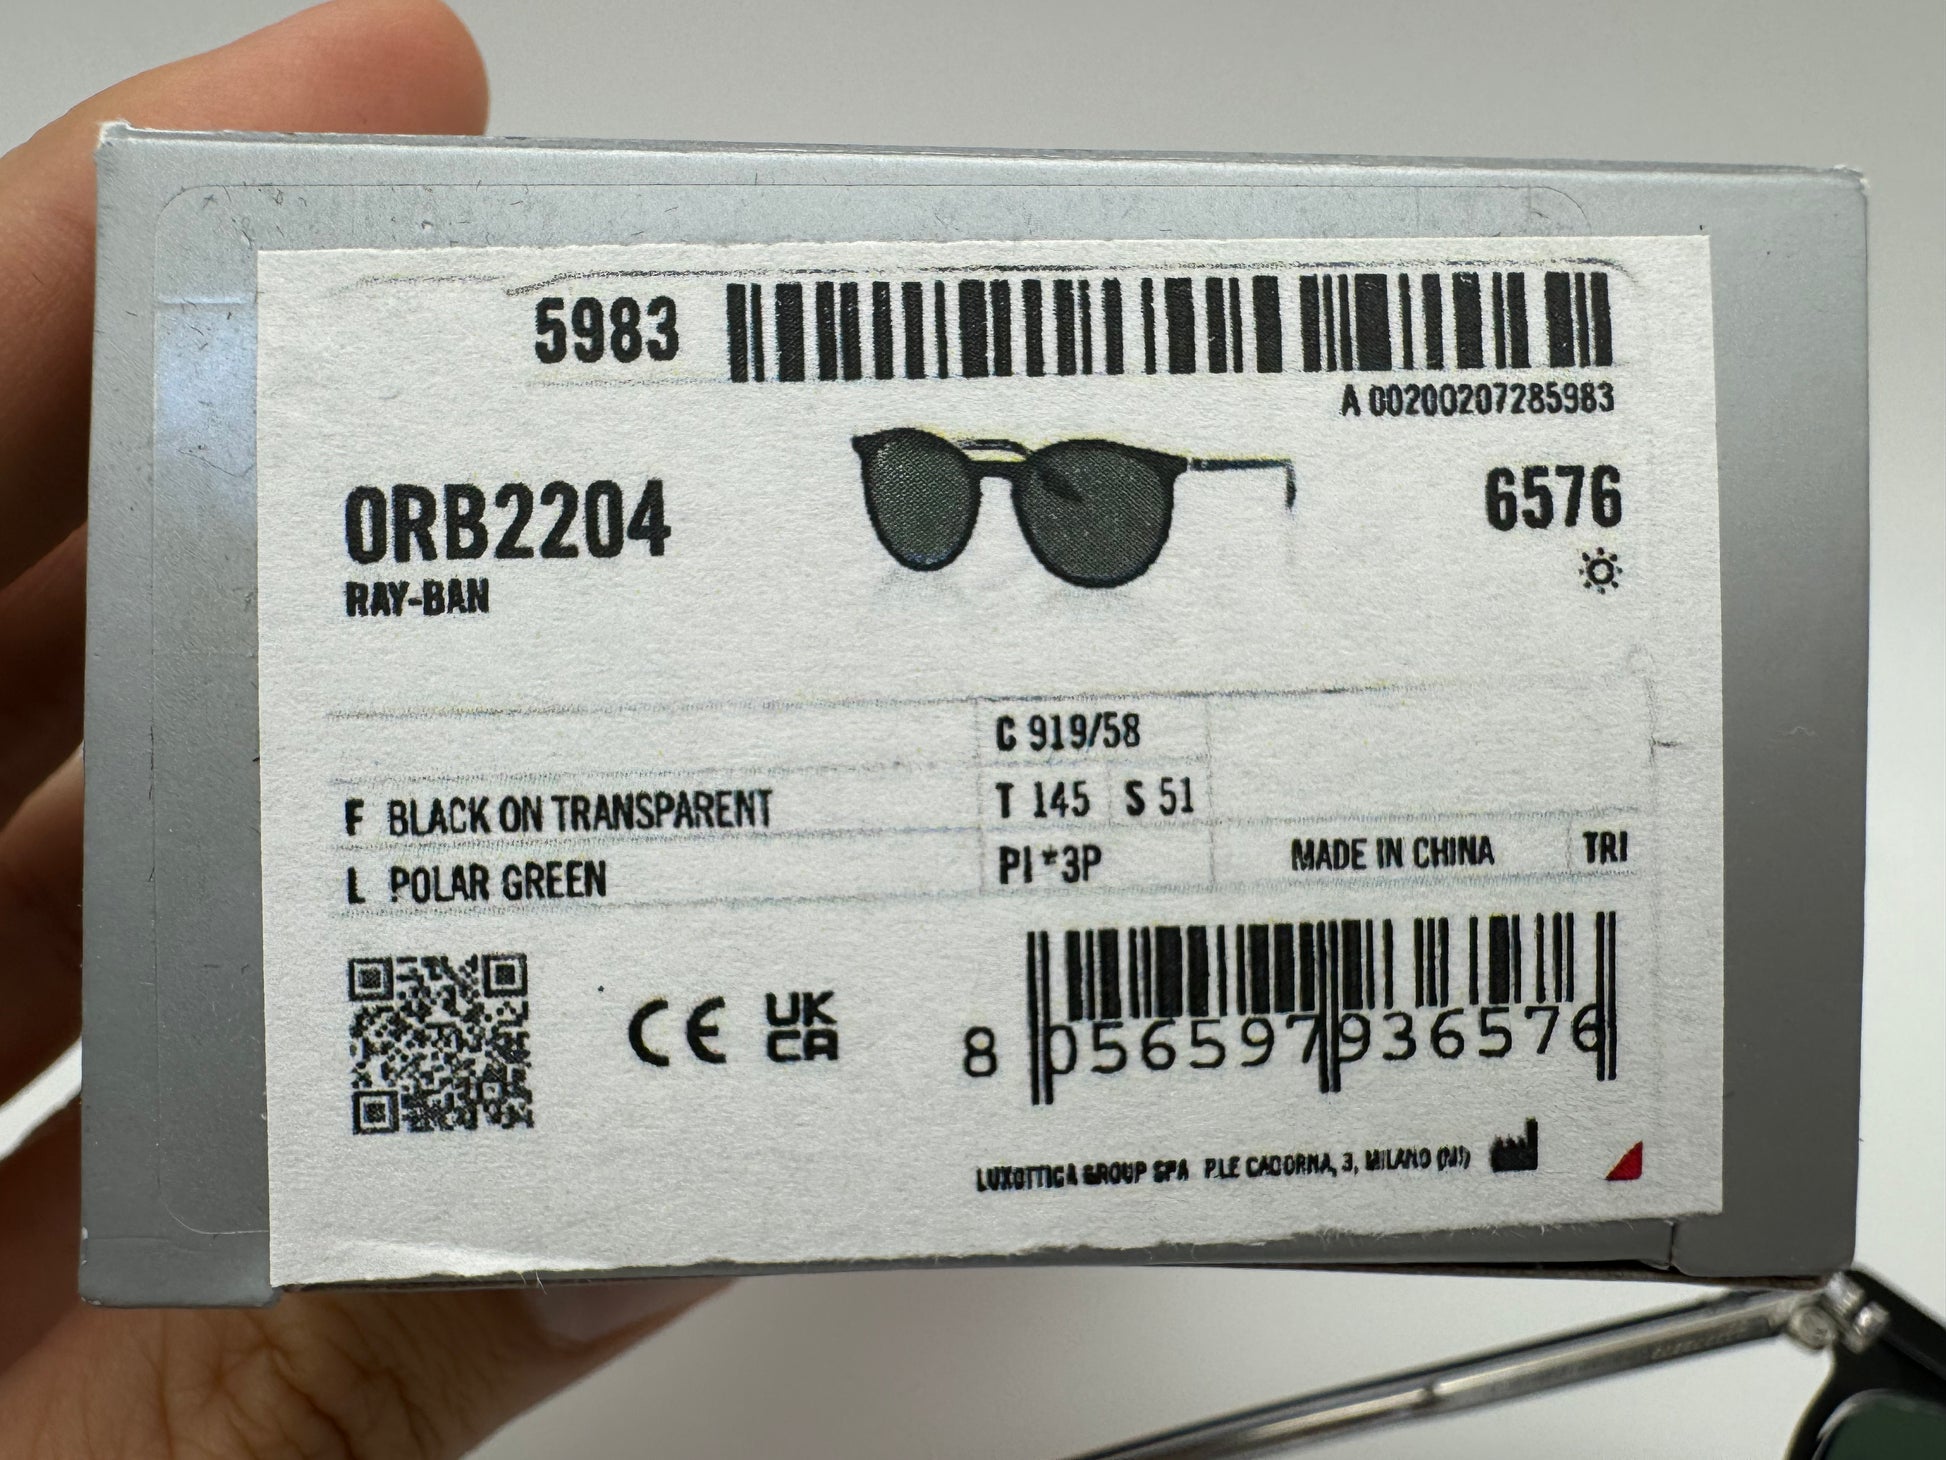 5983
A 00200207285983
0RB2204
RAY-BAN
6576
C 919/58
F BLACK ON TRANSPARENT
T 145 S 51
L POLAR GREEN
PI *3P
MADE IN CHINA
TRI
CE UK CA
8 056597 936576
LUXOTTICA GROUP SPA P.LE CADORNA, 3, MILANO (MI)